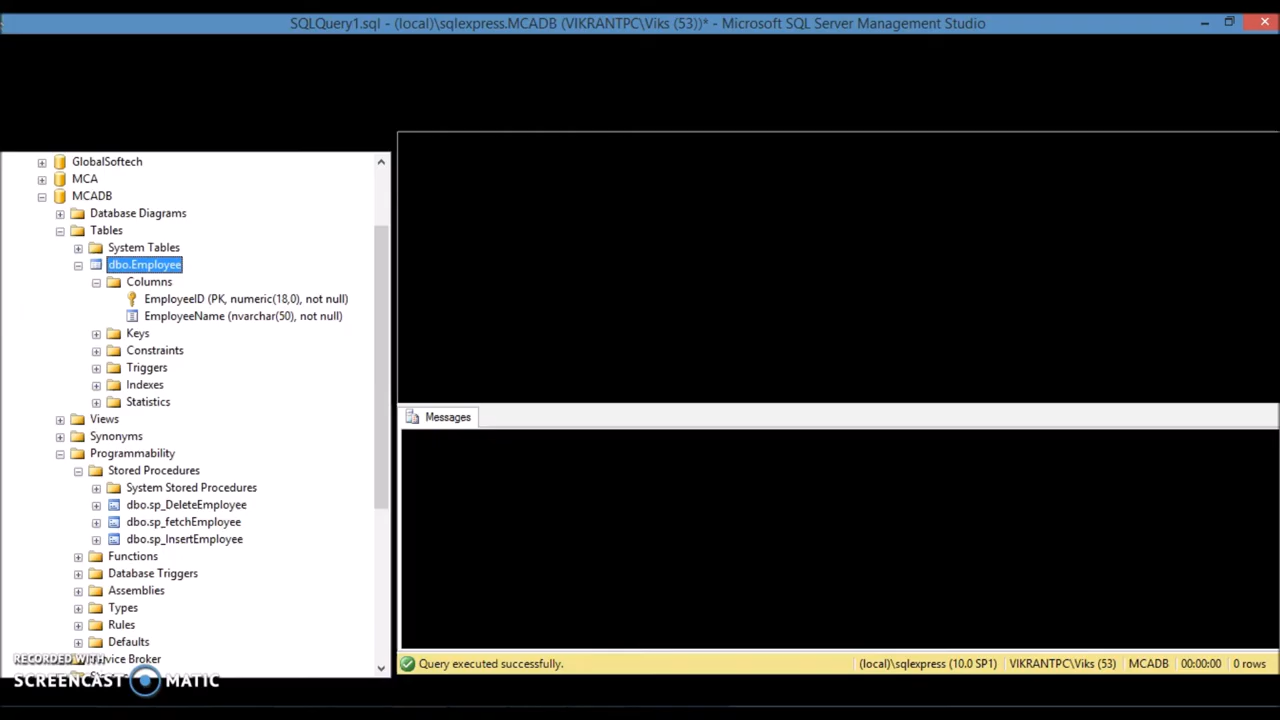 SQLQuery1.sql - (local)\sqlexpress.MCADB (VIKRANTPC\Viks (53))* - Microsoft SQL Server Management Studio
GlobalSoftech
MCA
MCADB
Database Diagrams
Tables
System Tables
dbo.Employee
Columns
EmployeeID (PK, numeric(18,0), not null)
EmployeeName (nvarchar(50), not null)
Keys
Constraints
Triggers
Indexes
Statistics
Views
Synonyms
Programmability
Stored Procedures
System Stored Procedures
dbo.sp_DeleteEmployee
dbo.sp_fetchEmployee
dbo.sp_InsertEmployee
Functions
Database Triggers
Assemblies
Types
Rules
Defaults
Broker
Messages
Query executed successfully.
(local)\sqlexpress (10.0 SP1) VIKRANTPC\Viks (53) MCADB 00:00:00 0 rows
RECORDED WITH
SCREENCAST MATIC